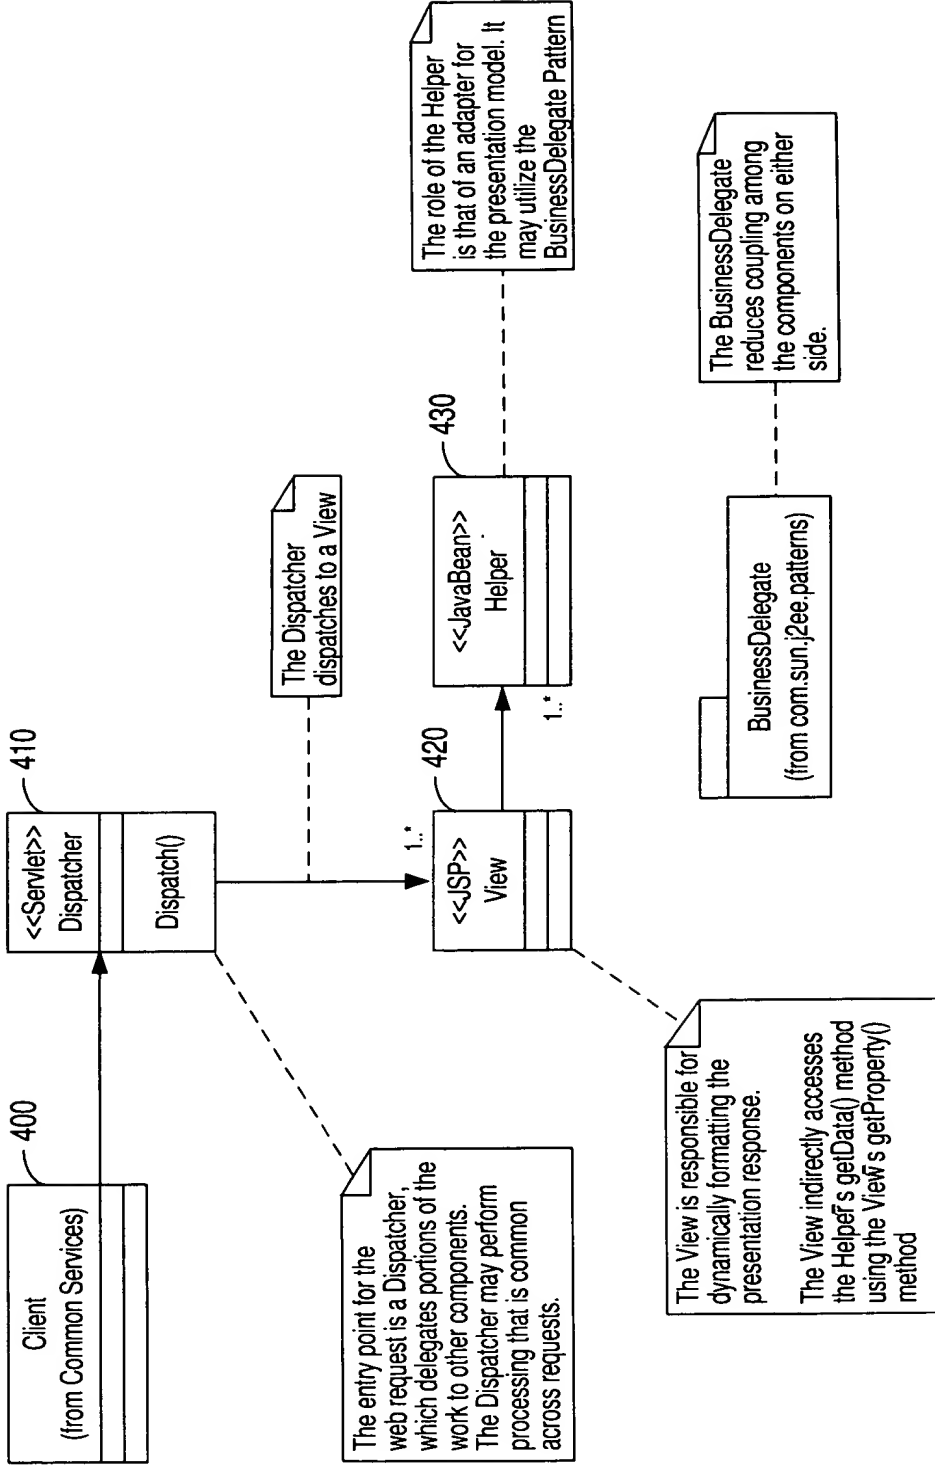 Client
(from Common Services)
400
<<Servlet>>
Dispatcher
Dispatch()
410
The entry point for the
web request is a Dispatcher,
which delegates portions of the
work to other components.
The Dispatcher may perform
processing that is common
across requests.
The Dispatcher
dispatches to a View
1..*
<<JSP>>
View
420
1..*
<<JavaBean>>
Helper
430
The role of the Helper
is that of an adapter for
the presentation model. It
may utilize the
BusinessDelegate Pattern
The View is responsible for
dynamically formatting the
presentation response.
The View indirectly accesses
the Helper's getData() method
using the View's getProperty()
method
BusinessDelegate
(from com.sun.j2ee.patterns)
The BusinessDelegate
reduces coupling among
the components on either
side.